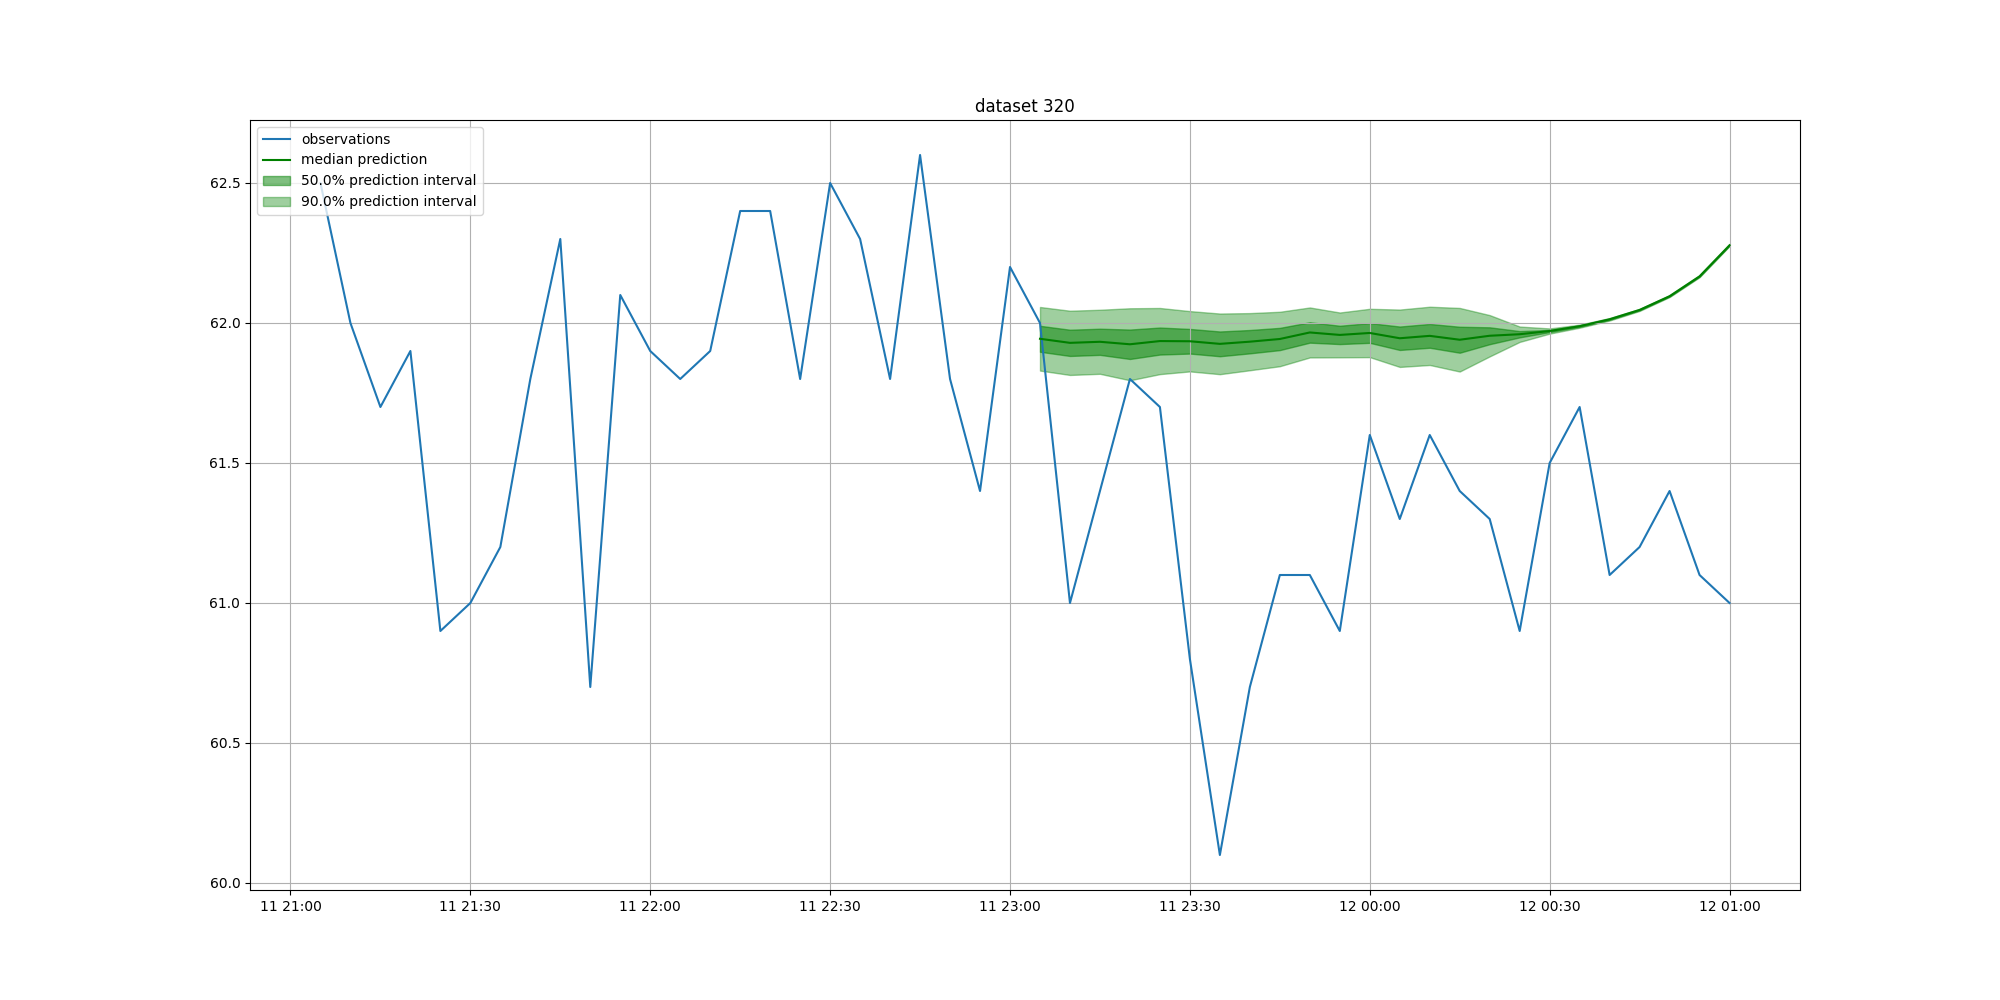 dataset 320
observations
median prediction
50.0% prediction interval
90.0% prediction interval
62.5
62.0
61.5
61.0
60.5
60.0
11 21:00 11 21:30 11 22:00 11 22:30 11 23:00 11 23:30 12 00:00 12 00:30 12 01:00